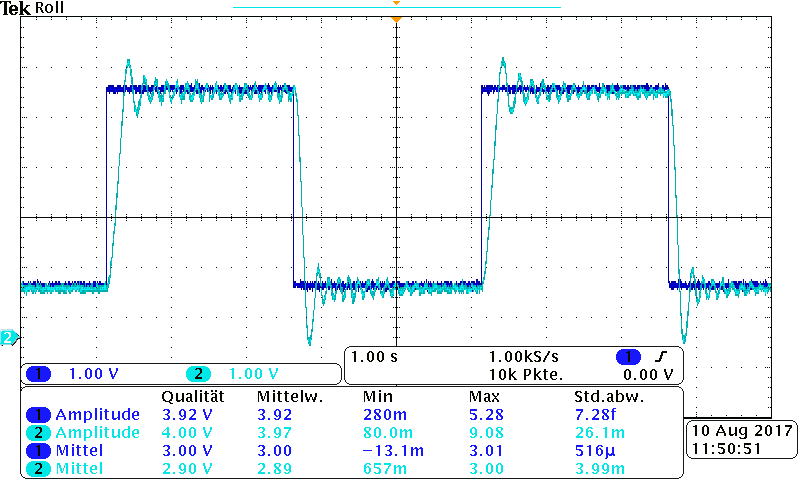 Tek Roll
2
1 1.00 V 2 1.00 V
1.00 s 1.00kS/s 1
10k Pkte. 0.00 V
Qualität Mittelw. Min Max Std.abw.
1 Amplitude 3.92 V 3.92 280m 5.28 7.28f
2 Amplitude 4.00 V 3.97 80.0m 9.08 26.1m
1 Mittel 3.00 V 3.00 −13.1m 3.01 516µ
2 Mittel 2.90 V 2.89 657m 3.00 3.99m
10 Aug 2017
11:50:51